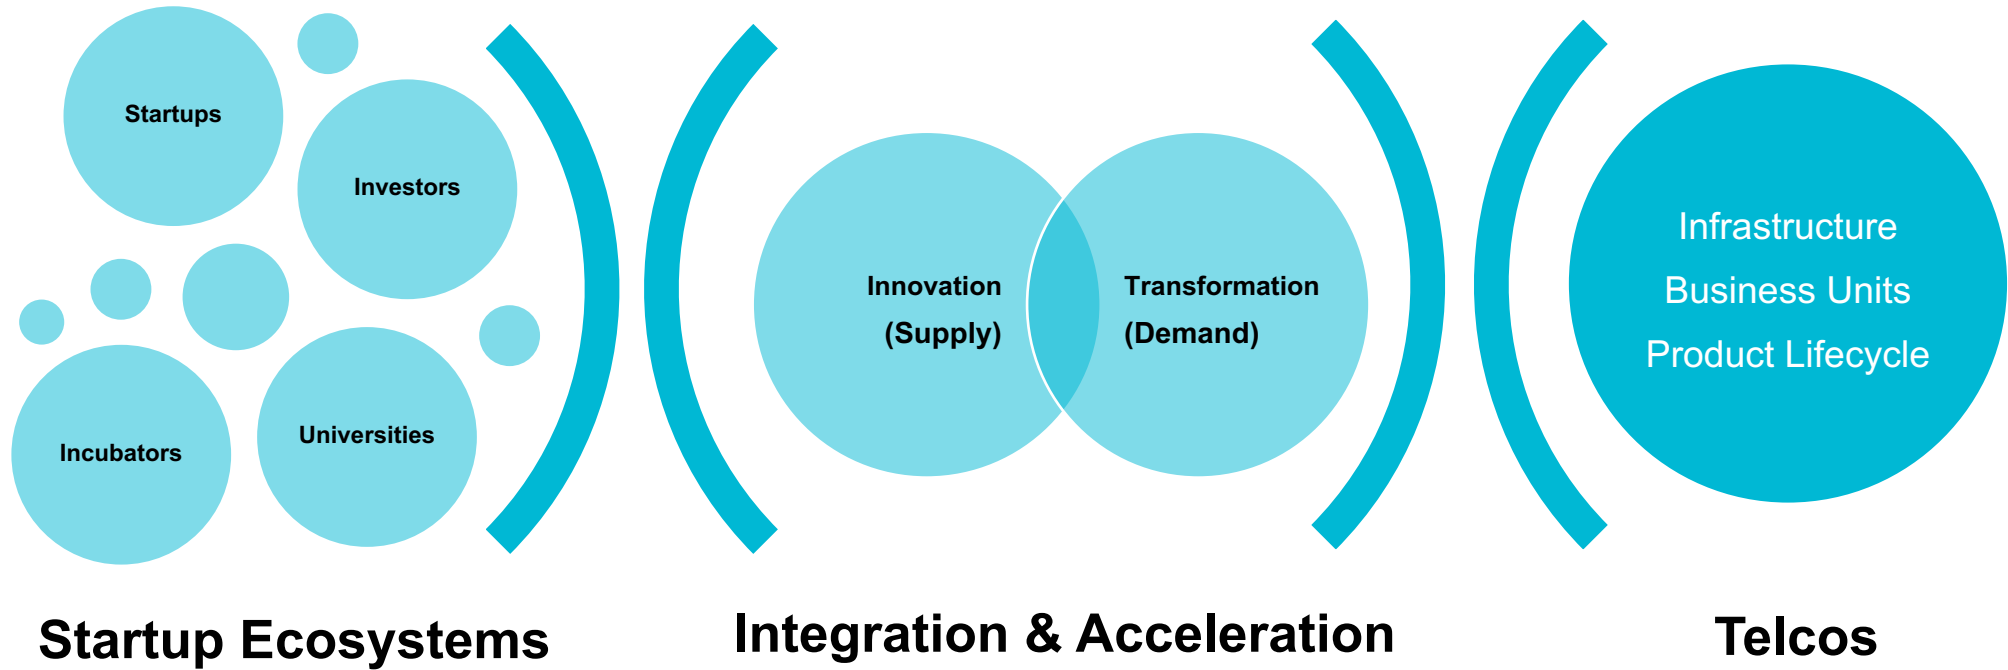 Startups
Investors
Incubators
Universities
Startup Ecosystems
Innovation
(Supply)
Transformation
(Demand)
Integration & Acceleration
Infrastructure
Business Units
Product Lifecycle
Telcos